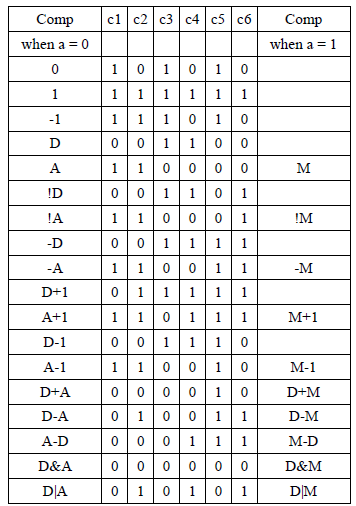 Comp c1 c2 c3 c4 c5 c6 Comp
when a = 0 when a = 1
0 1 0 1 0 1 0
1 1 1 1 1 1 1
-1 1 1 1 0 1 0
D 0 0 1 1 0 0
A 1 1 0 0 0 0 M
!D 0 0 1 1 0 1
!A 1 1 0 0 0 1 !M
-D 0 0 1 1 1 1
-A 1 1 0 0 1 1 -M
D+1 0 1 1 1 1 1
A+1 1 1 0 1 1 1 M+1
D-1 0 0 1 1 1 0
A-1 1 1 0 0 1 0 M-1
D+A 0 0 0 0 1 0 D+M
D-A 0 1 0 0 1 1 D-M
A-D 0 0 0 1 1 1 M-D
D&A 0 0 0 0 0 0 D&M
D|A 0 1 0 1 0 1 D|M